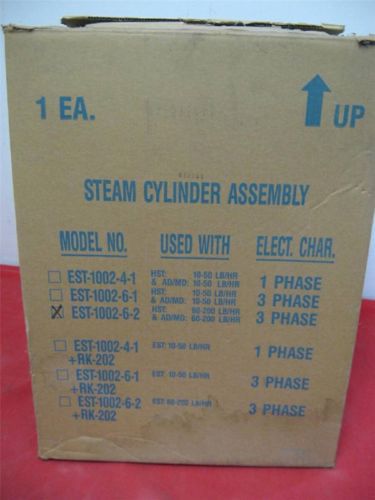 1 EA.
UP
STEAM CYLINDER ASSEMBLY
MODEL NO. USED WITH ELECT. CHAR.
EST-1002-4-1 HST: 10-50 LB/HR 1 PHASE
& AD/MD: 10-50 LB/HR
EST-1002-6-1 HST: 10-50 LB/HR 3 PHASE
& AD/MD: 10-50 LB/HR
EST-1002-6-2 HST: 60-200 LB/HR 3 PHASE
& AD/MD: 60-200 LB/HR
EST-1002-4-1 EST: 10-50 LB/HR 1 PHASE
+RK-202
EST-1002-6-1 EST: 10-50 LB/HR 3 PHASE
+RK-202
EST-1002-6-2 EST: 60-200 LB/HR 3 PHASE
+RK-202